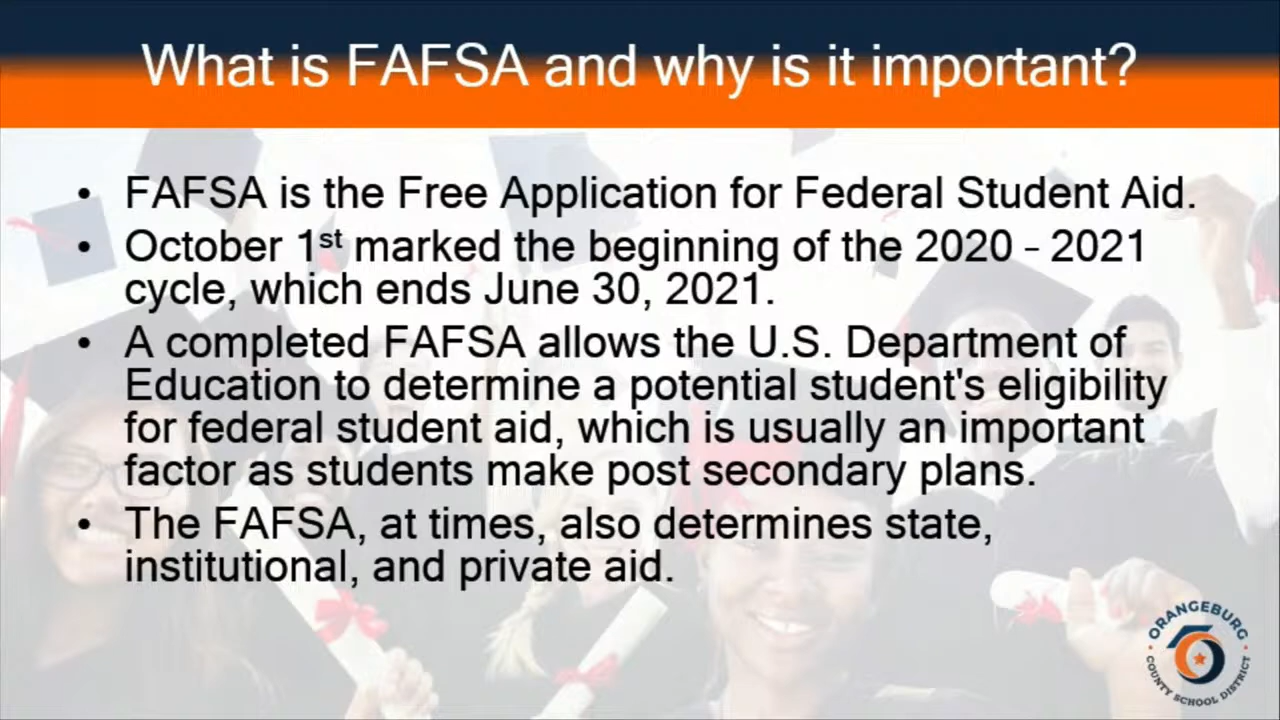 What is FAFSA and why is it important?
• FAFSA is the Free Application for Federal Student Aid.
• October 1st marked the beginning of the 2020 – 2021
cycle, which ends June 30, 2021.
• A completed FAFSA allows the U.S. Department of
Education to determine a potential student's eligibility
for federal student aid, which is usually an important
factor as students make post secondary plans.
• The FAFSA, at times, also determines state,
institutional, and private aid.
ORANGEBURG
COUNTY SCHOOL DISTRICT